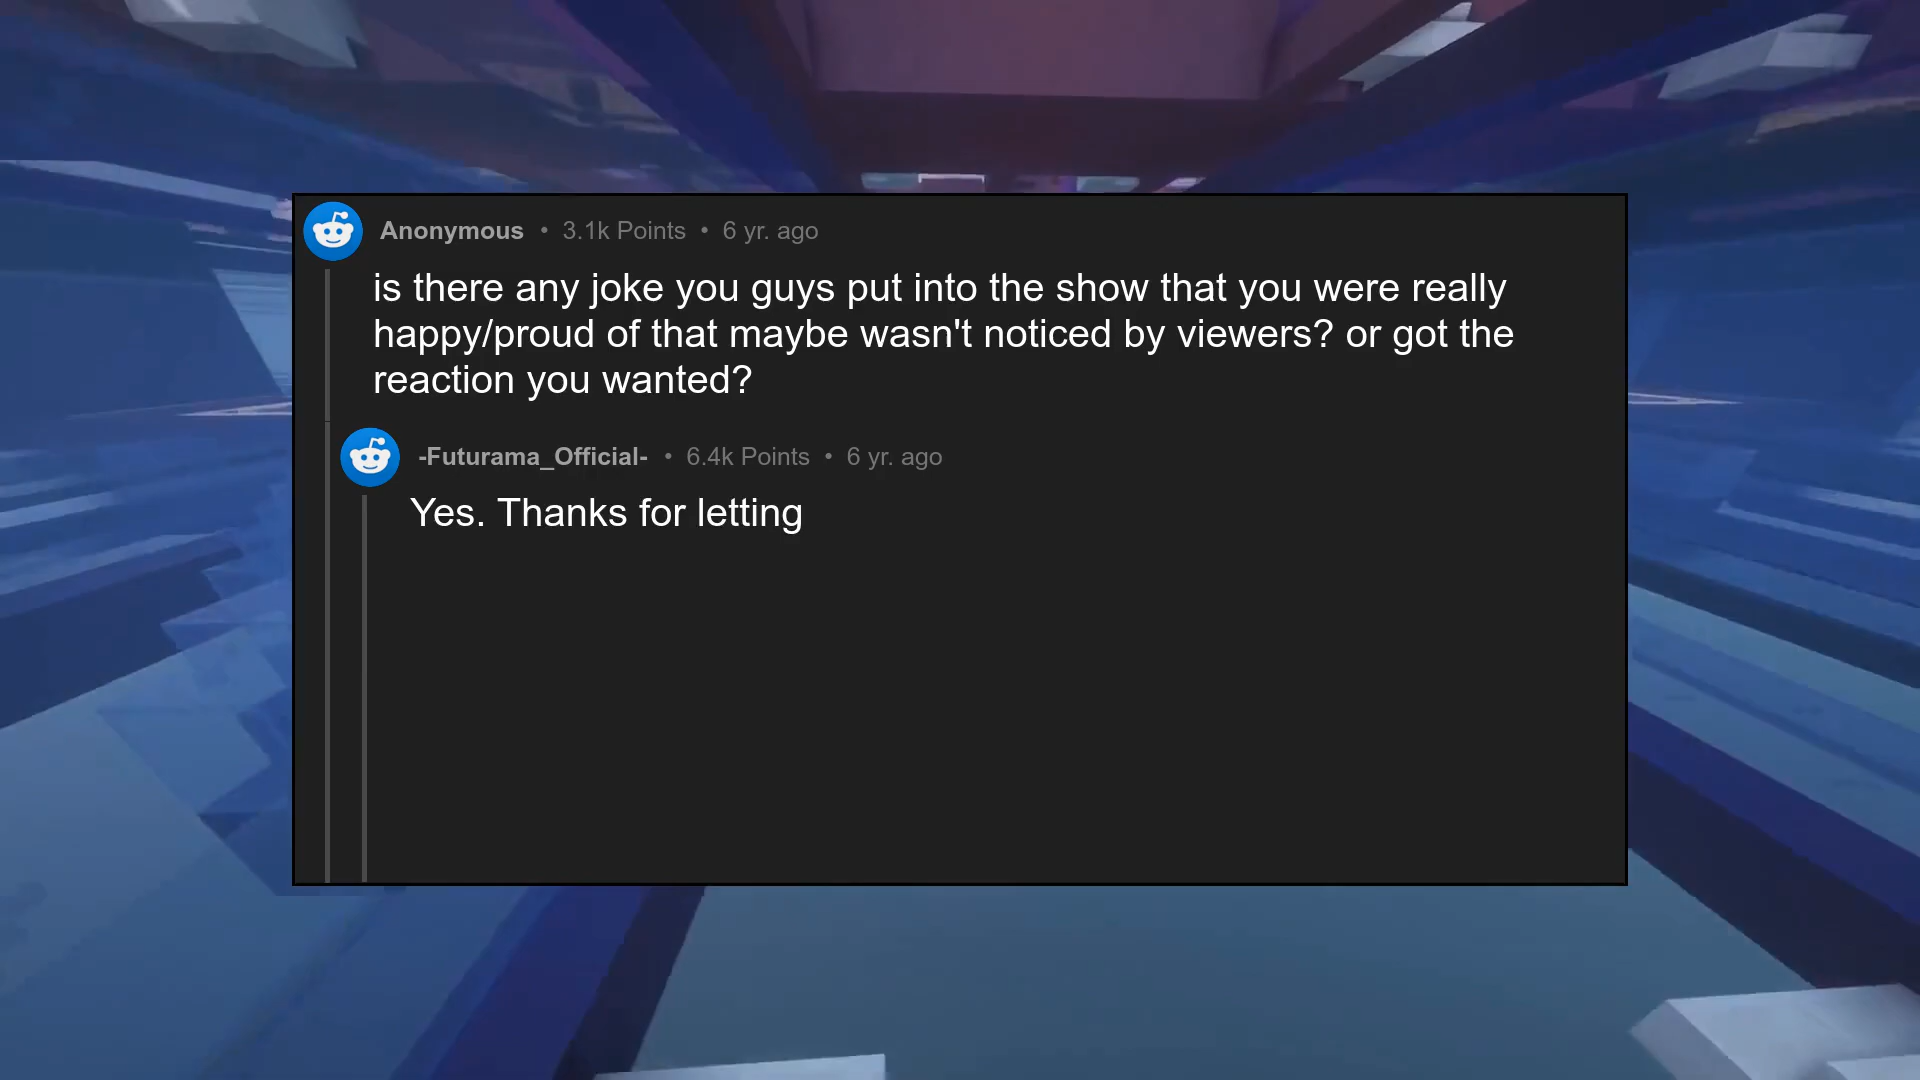 Anonymous • 3.1k Points • 6 yr. ago
is there any joke you guys put into the show that you were really
happy/proud of that maybe wasn't noticed by viewers? or got the
reaction you wanted?
-Futurama_Official- • 6.4k Points • 6 yr. ago
Yes. Thanks for letting